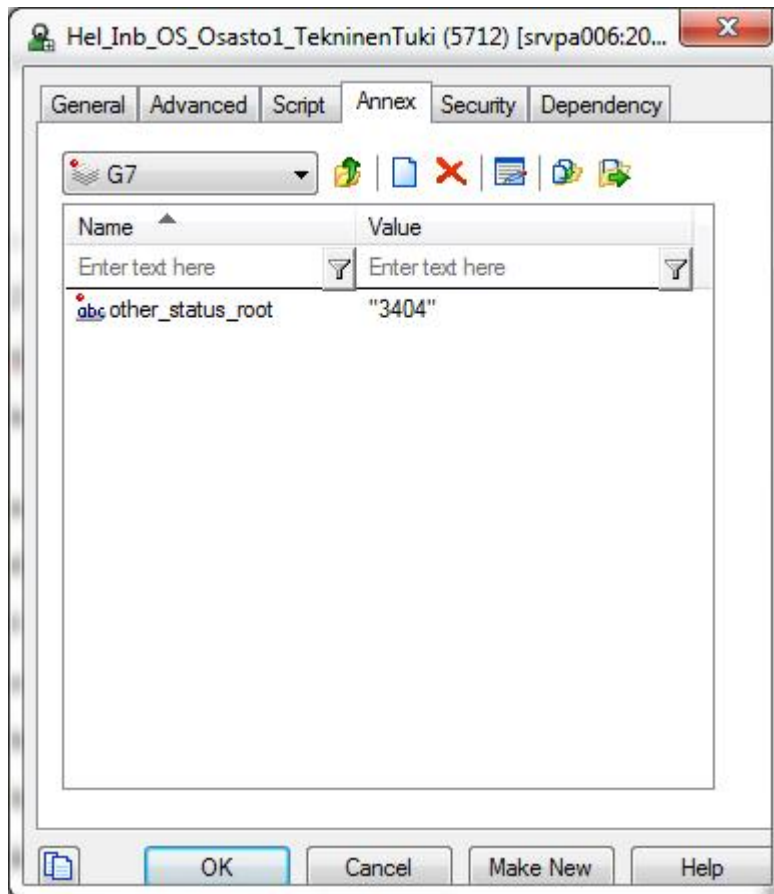 Hel_Inb_OS_Osasto1_TekninenTuki (5712) [srvpa006:20...
General Advanced Script Annex Security Dependency
G7
Name Value
Enter text here Enter text here
abc other_status_root "3404"
OK Cancel Make New Help